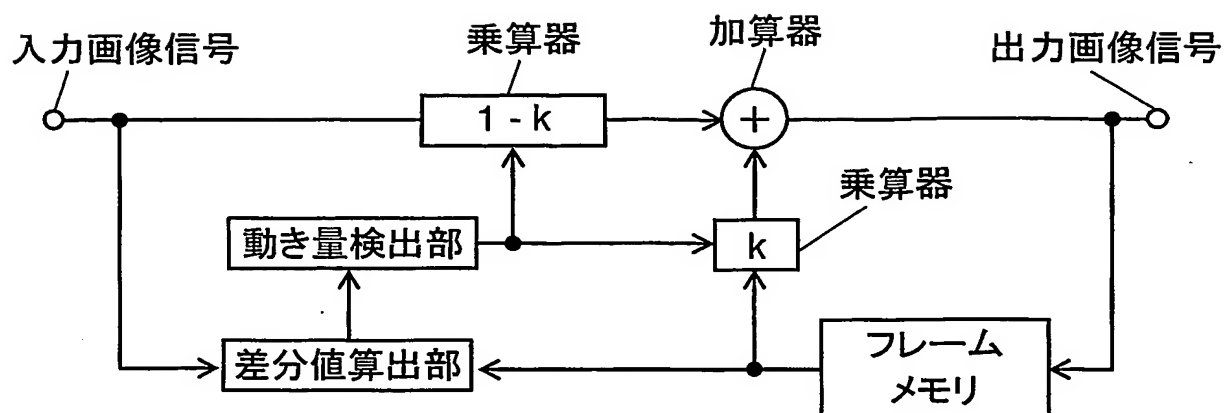 入力画像信号
乗算器
加算器
出力画像信号
1 - k
+
乗算器
動き量検出部
k
差分値算出部
フレーム
メモリ